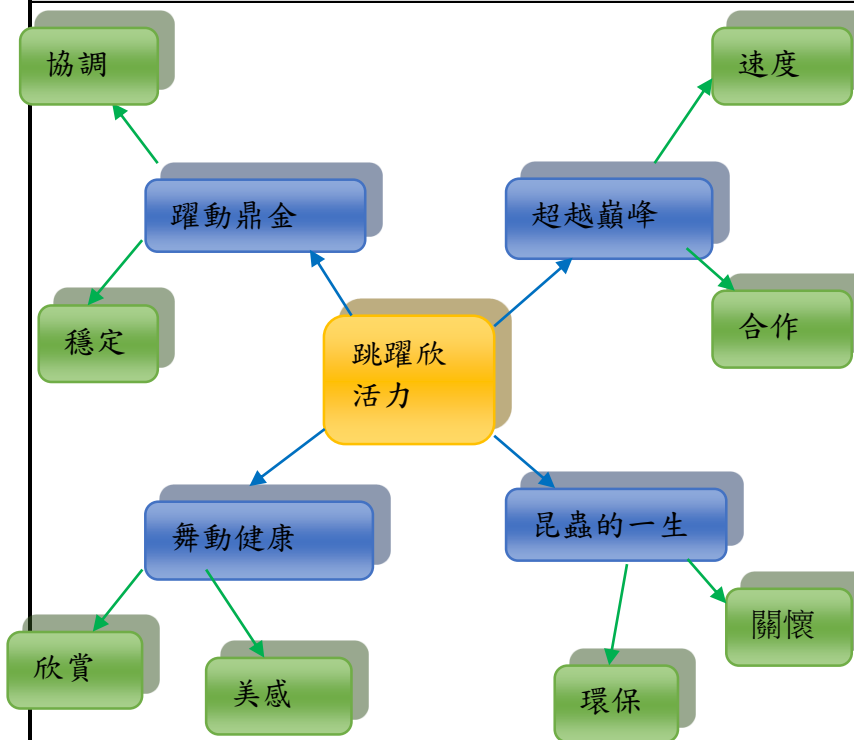 協調
速度
躍動鼎金
超越巔峰
穩定
合作
跳躍欣
活力
舞動健康
昆蟲的一生
欣賞
美感
環保
關懷